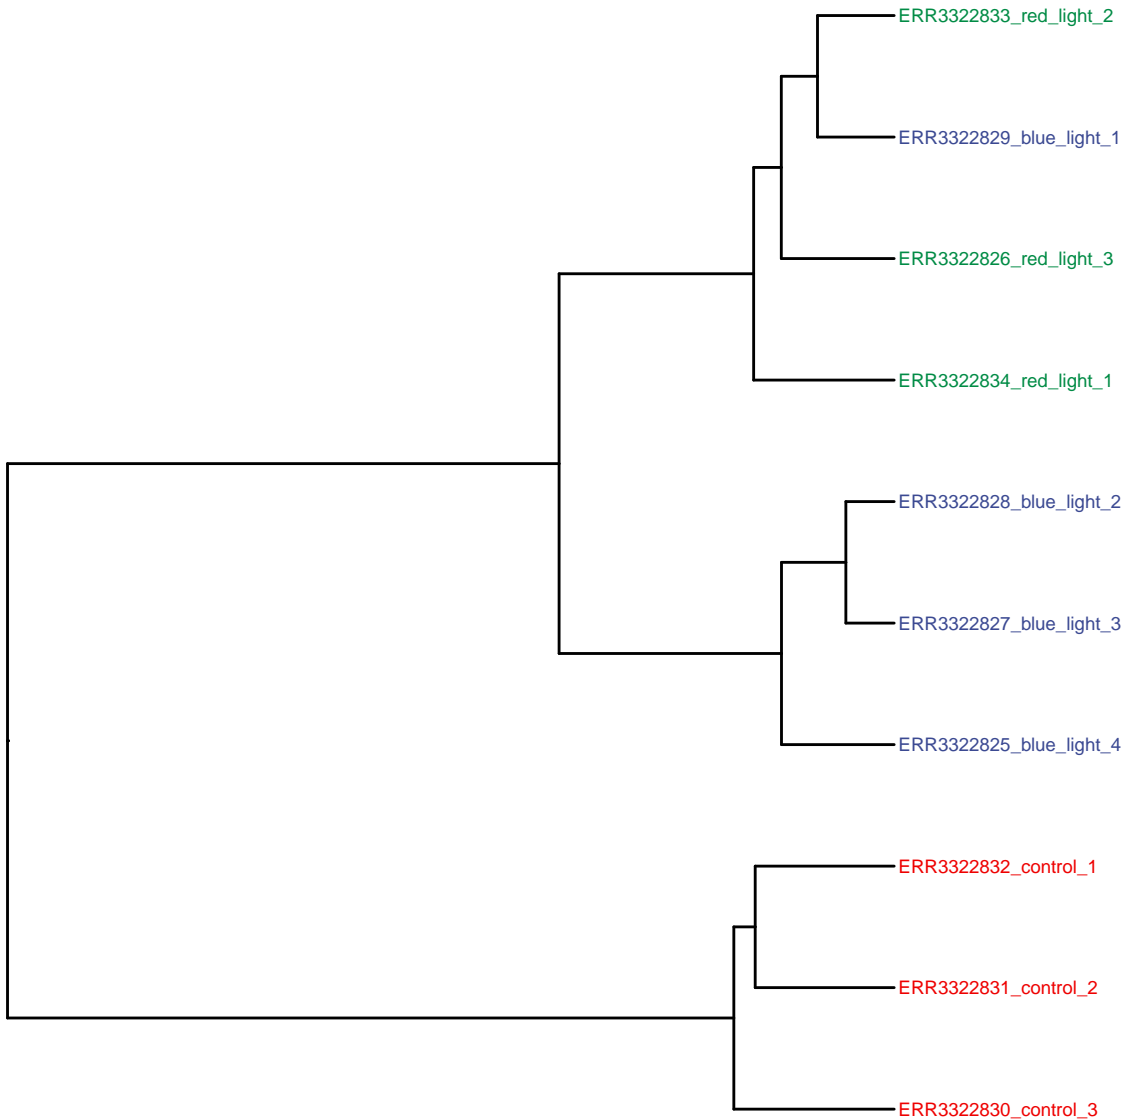 ERR3322833_red_light_2
ERR3322829_blue_light_1
ERR3322826_red_light_3
ERR3322834_red_light_1
ERR3322828_blue_light_2
ERR3322827_blue_light_3
ERR3322825_blue_light_4
ERR3322832_control_1
ERR3322831_control_2
ERR3322830_control_3